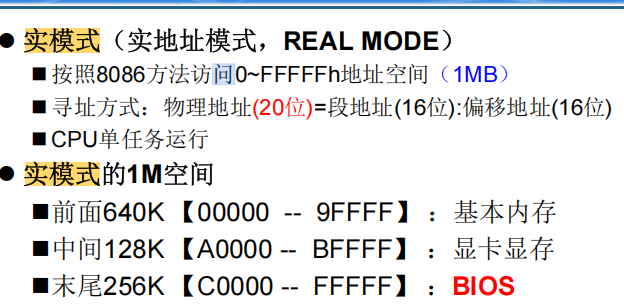 ● 实模式（实地址模式，REAL MODE）
■ 按照8086方法访问0~FFFFFh地址空间（1MB）
■ 寻址方式：物理地址(20位)=段地址(16位):偏移地址(16位)
■ CPU单任务运行
● 实模式的1M空间
■ 前面640K 【00000 -- 9FFFF】 ：基本内存
■ 中间128K 【A0000 -- BFFFF】 ：显卡显存
■ 末尾256K 【C0000 -- FFFFF】 ：BIOS